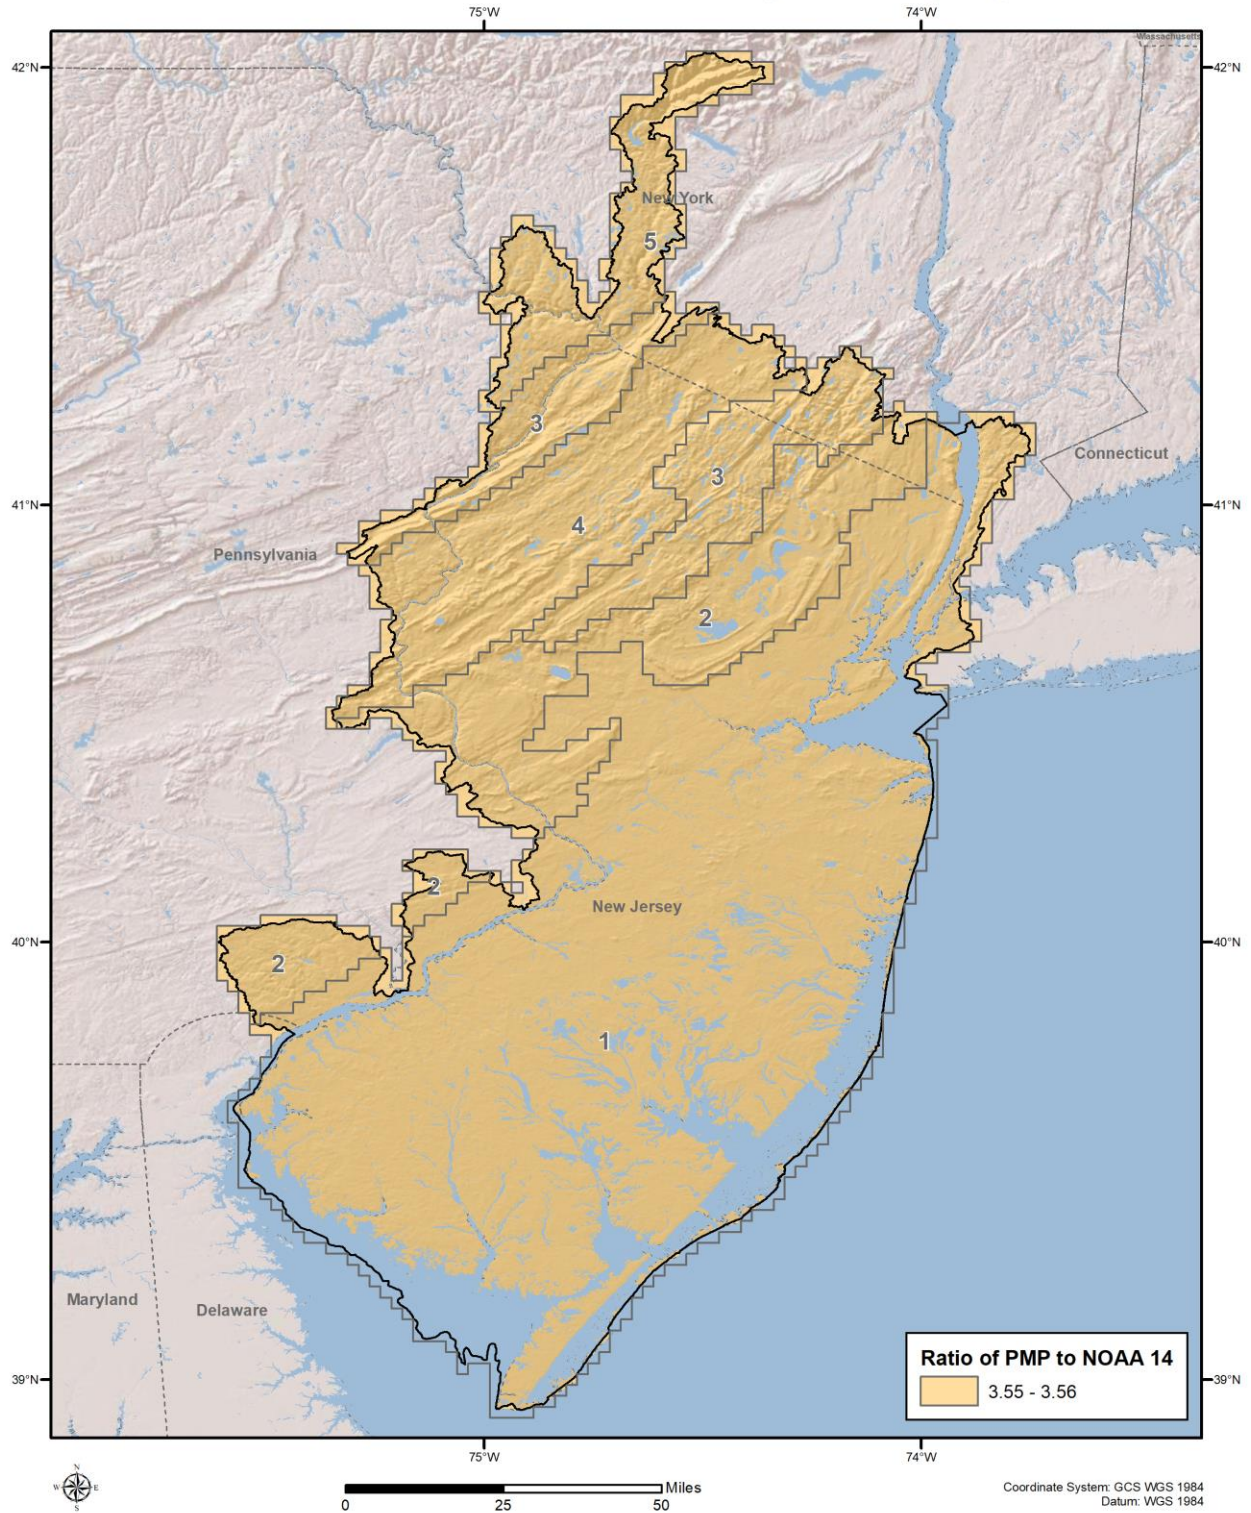 75°W
74°W
Massachusetts
42°N
42°N
New York
5
3
Connecticut
3
41°N
41°N
4
Pennsylvania
2
2
New Jersey
40°N
40°N
2
1
Maryland
Delaware
Ratio of PMP to NOAA 14
3.55 - 3.56
39°N
39°N
75°W
74°W
N
W
E
S
Miles
0
25
50
Coordinate System: GCS WGS 1984
Datum: WGS 1984